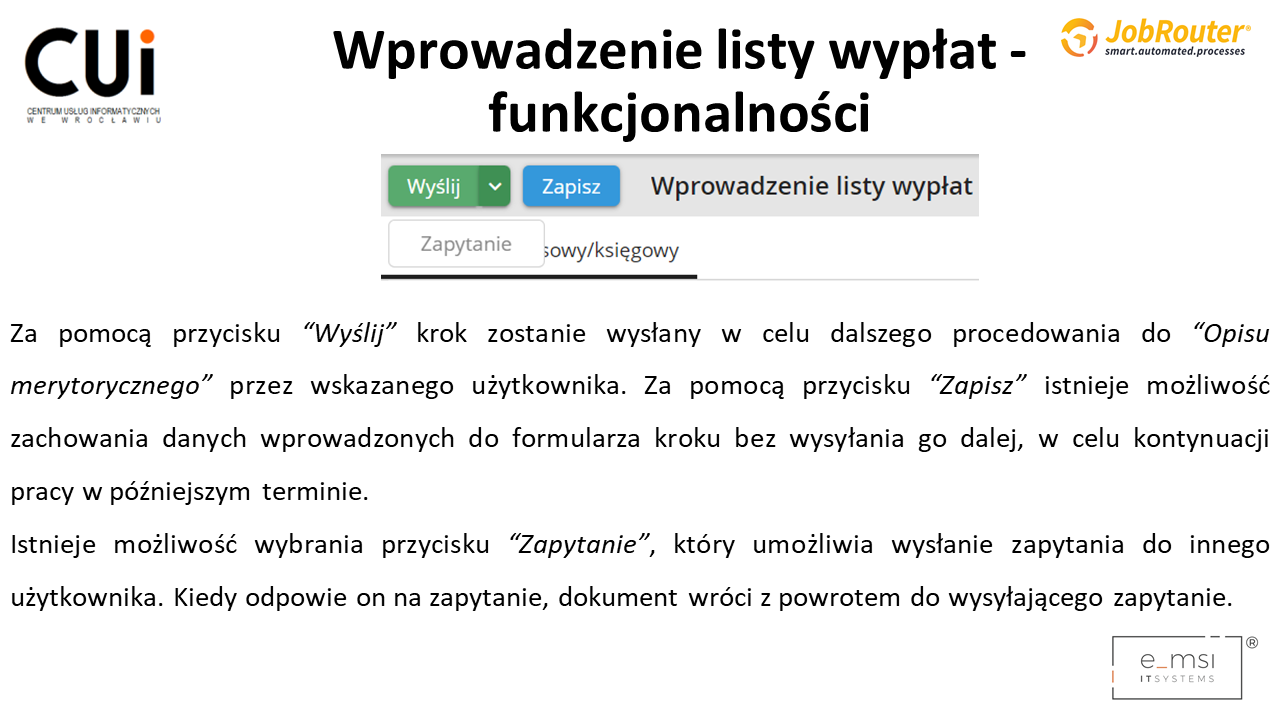 CUi
CENTRUM USŁUG INFORMATYCZNYCH
WE WROCŁAWIU
Wprowadzenie listy wypłat -
funkcjonalności
JobRouter®
smart.automated.processes
Wyślij
Zapisz
Wprowadzenie listy wypłat
Zapytanie
sowy/księgowy
Za pomocą przycisku “Wyślij” krok zostanie wysłany w celu dalszego procedowania do “Opisu
merytorycznego” przez wskazanego użytkownika. Za pomocą przycisku “Zapisz” istnieje możliwość
zachowania danych wprowadzonych do formularza kroku bez wysyłania go dalej, w celu kontynuacji
pracy w późniejszym terminie.
Istnieje możliwość wybrania przycisku “Zapytanie”, który umożliwia wysłanie zapytania do innego
użytkownika. Kiedy odpowie on na zapytanie, dokument wróci z powrotem do wysyłającego zapytanie.
e_msi ®
ITSYSTEMS